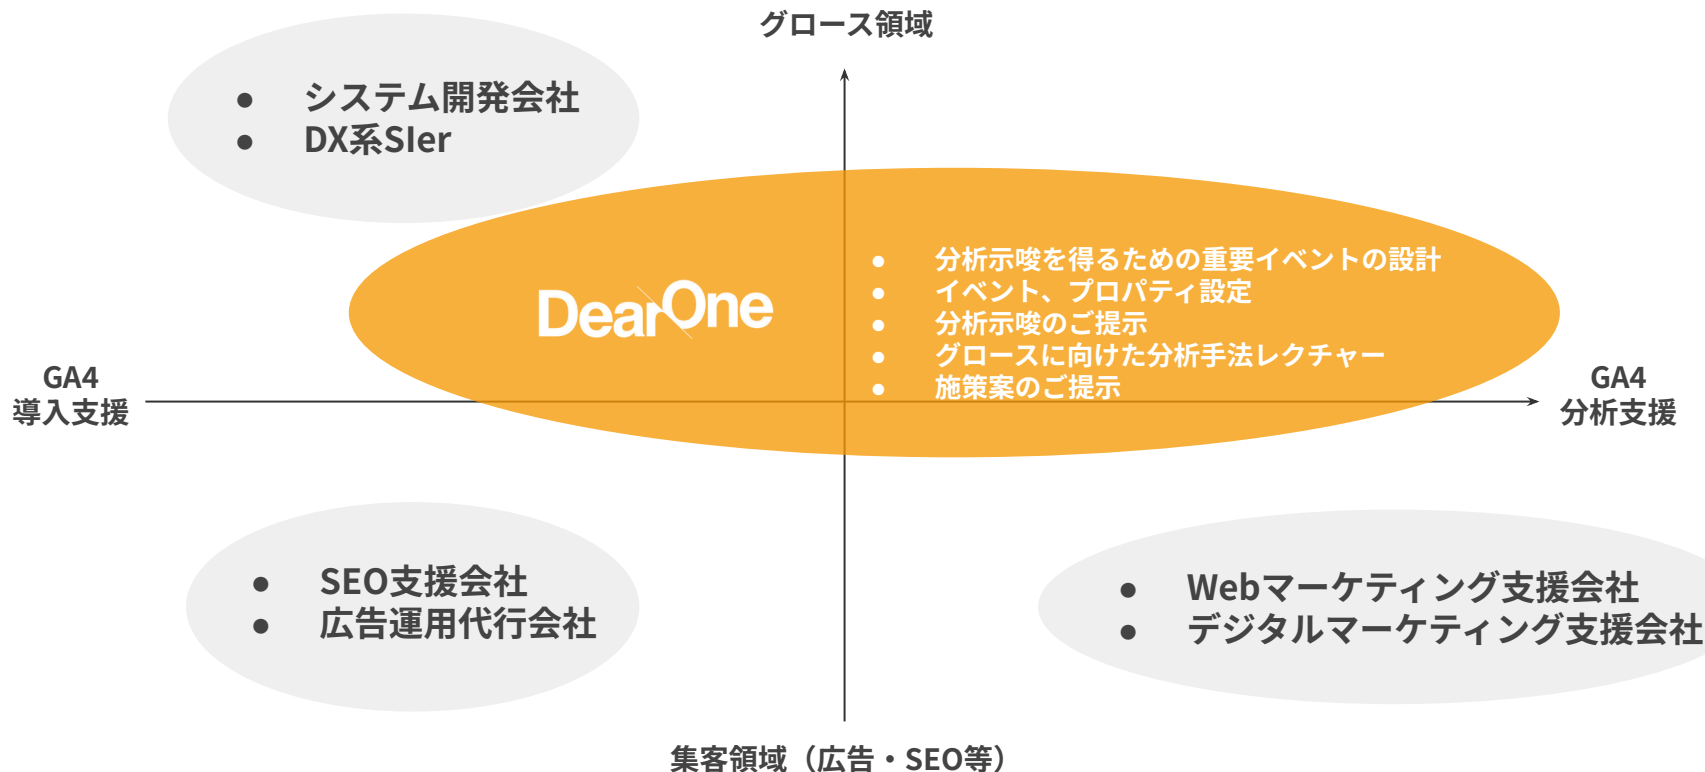 グロース領域
● システム開発会社
● DX系SIer
DearOne
● 分析示唆を得るための重要イベントの設計
● イベント、プロパティ設定
● 分析示唆のご提示
● グロースに向けた分析手法レクチャー
● 施策案のご提示
GA4
導入支援
GA4
分析支援
● SEO支援会社
● 広告運用代行会社
● Webマーケティング支援会社
● デジタルマーケティング支援会社
集客領域（広告・SEO等）